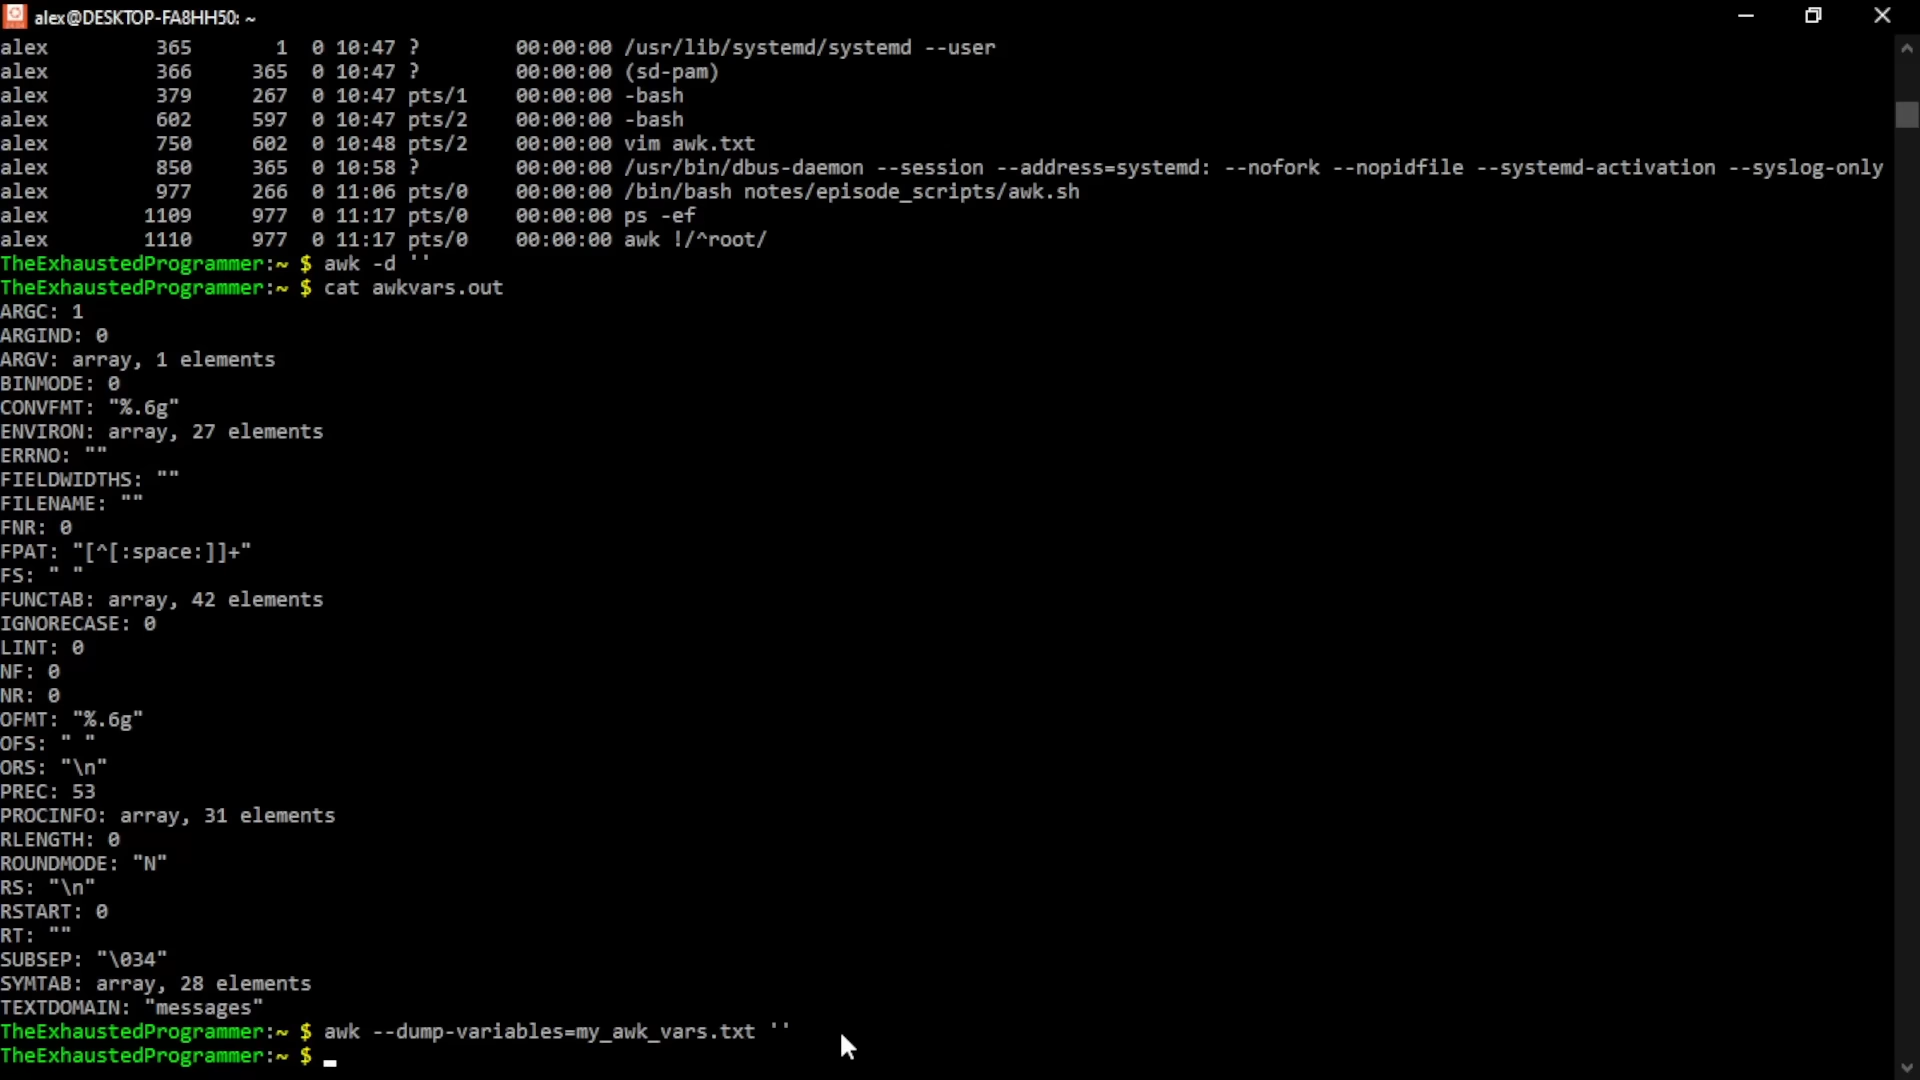 alex@DESKTOP-FA8HH50: ~
alex         365       1  0 10:47 ?        00:00:00 /usr/lib/systemd/systemd --user
alex         366     365  0 10:47 ?        00:00:00 (sd-pam)
alex         379     267  0 10:47 pts/1    00:00:00 -bash
alex         602     597  0 10:47 pts/2    00:00:00 -bash
alex         750     602  0 10:48 pts/2    00:00:00 vim awk.txt
alex         850     365  0 10:58 ?        00:00:00 /usr/bin/dbus-daemon --session --address=systemd: --nofork --nopidfile --systemd-activation --syslog-only
alex         977     266  0 11:06 pts/0    00:00:00 /bin/bash notes/episode_scripts/awk.sh
alex        1109     977  0 11:17 pts/0    00:00:00 ps -ef
alex        1110     977  0 11:17 pts/0    00:00:00 awk !/^root/
TheExhaustedProgrammer:~ $ awk -d ''
TheExhaustedProgrammer:~ $ cat awkvars.out
ARGC: 1
ARGIND: 0
ARGV: array, 1 elements
BINMODE: 0
CONVFMT: "%.6g"
ENVIRON: array, 27 elements
ERRNO: ""
FIELDWIDTHS: ""
FILENAME: ""
FNR: 0
FPAT: "[^[:space:]]+"
FS: " "
FUNCTAB: array, 42 elements
IGNORECASE: 0
LINT: 0
NF: 0
NR: 0
OFMT: "%.6g"
OFS: " "
ORS: "\n"
PREC: 53
PROCINFO: array, 31 elements
RLENGTH: 0
ROUNDMODE: "N"
RS: "\n"
RSTART: 0
RT: ""
SUBSEP: "\034"
SYMTAB: array, 28 elements
TEXTDOMAIN: "messages"
TheExhaustedProgrammer:~ $ awk --dump-variables=my_awk_vars.txt ''
TheExhaustedProgrammer:~ $